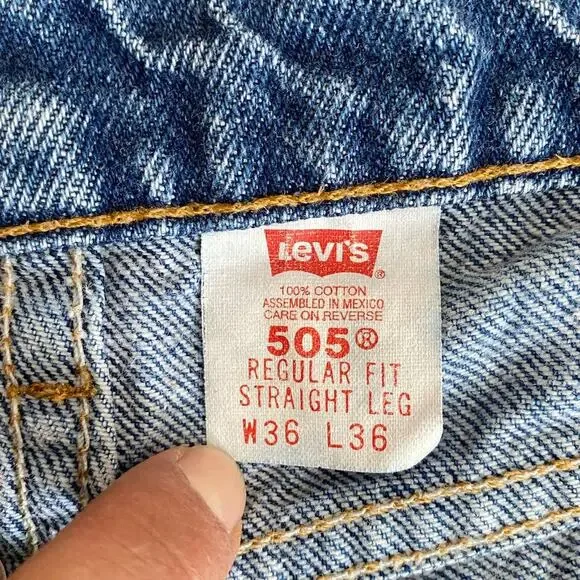 Levi's ®
100% COTTON
ASSEMBLED IN MEXICO
CARE ON REVERSE
505®
REGULAR FIT
STRAIGHT LEG
W36 L36